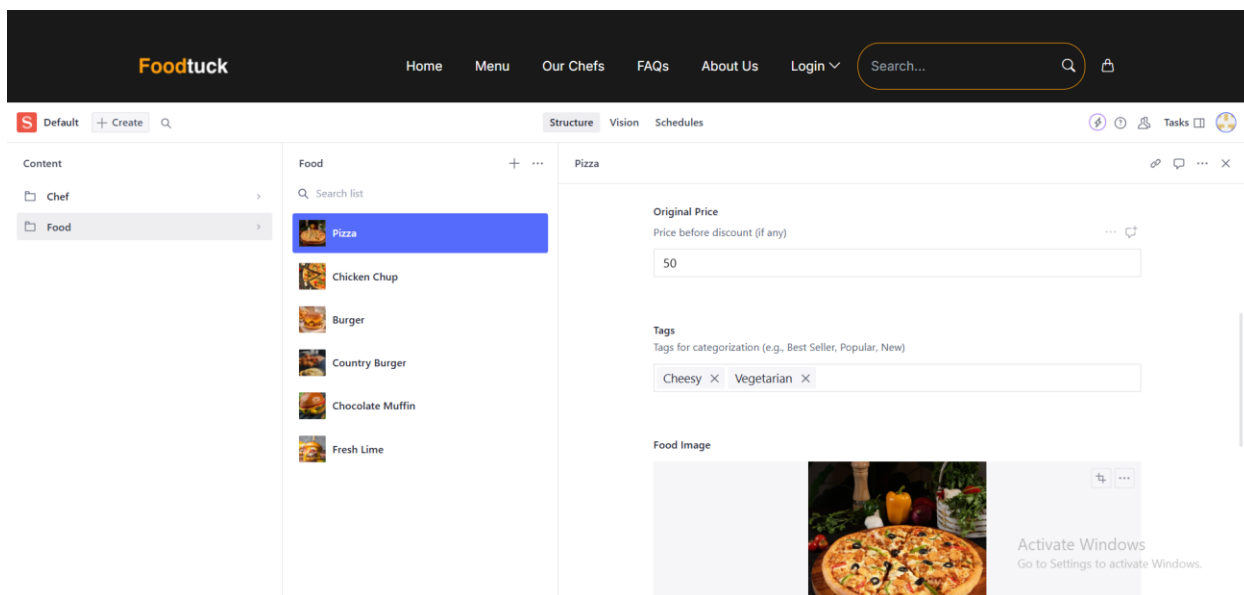 Foodtuck Home Menu Our Chefs FAQs About Us Login Search...
S Default + Create Structure Vision Schedules Tasks
Content
Chef
Food
Food
Search list
Pizza
Chicken Chup
Burger
Country Burger
Chocolate Muffin
Fresh Lime
Pizza
Original Price
Price before discount (if any)
50
Tags
Tags for categorization (e.g., Best Seller, Popular, New)
Cheesy Vegetarian
Food Image
Activate Windows
Go to Settings to activate Windows.